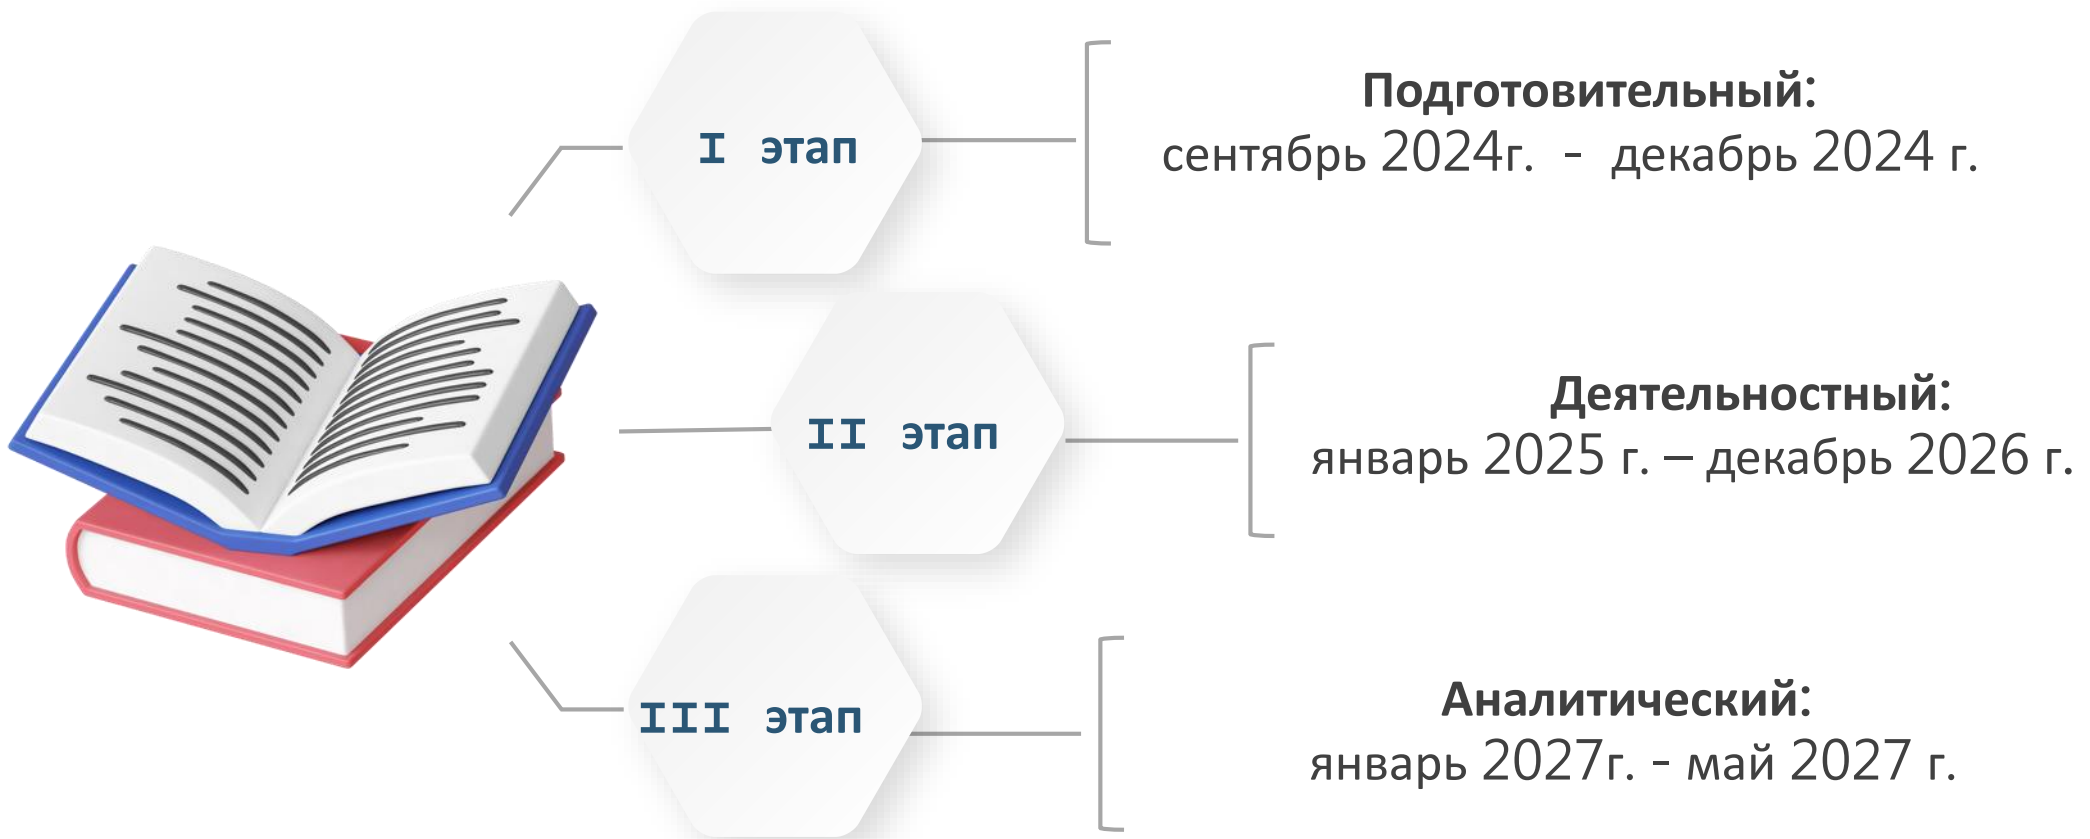 I этап
Подготовительный:
сентябрь 2024г. - декабрь 2024 г.
II этап
Деятельностный:
январь 2025 г. – декабрь 2026 г.
III этап
Аналитический:
январь 2027г. - май 2027 г.